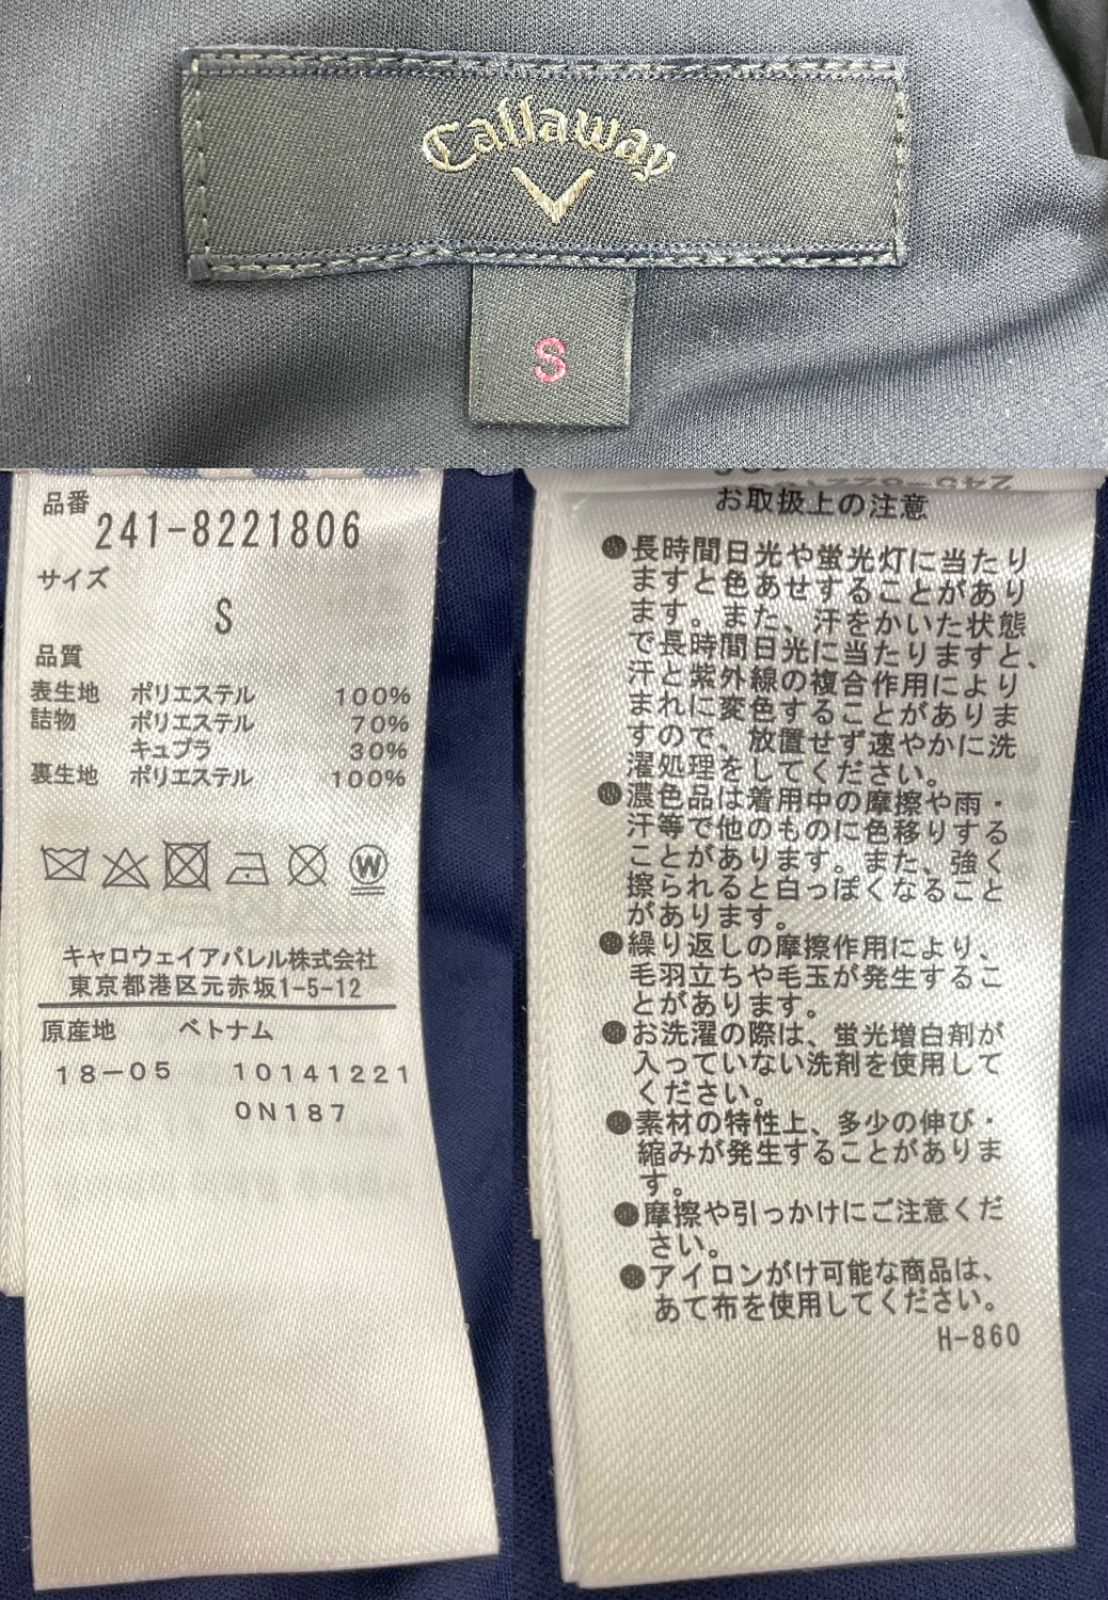 Callaway
S
品番
241-8221806
サイズ
S
品質
表生地 ポリエステル 100%
詰物 ポリエステル 70%
キュプラ 30%
裏生地 ポリエステル 100%
W
キャロウェイアパレル株式会社
東京都港区元赤坂1-5-12
原産地 ベトナム
18-05 10141221
0N187
お取扱上の注意
●長時間日光や蛍光灯に当たり
ますと色あせすることがあり
ます。また、汗をかいた状態
で長時間日光に当たりますと、
汗と紫外線の複合作用により
まれに変色することがありま
すので、放置せず速やかに洗
濯処理をしてください。
●濃色品は着用中の摩擦や雨・
汗等で他のものに色移りする
ことがあります。また、強く
擦られると白っぽくなること
があります。
●繰り返しの摩擦作用により、
毛羽立ちや毛玉が発生するこ
とがあります。
●お洗濯の際は、蛍光増白剤が
入っていない洗剤を使用して
ください。
●素材の特性上、多少の伸び・
縮みが発生することがありま
す。
●摩擦や引っかけにご注意くだ
さい。
●アイロンがけ可能な商品は、
あて布を使用してください。
H-860